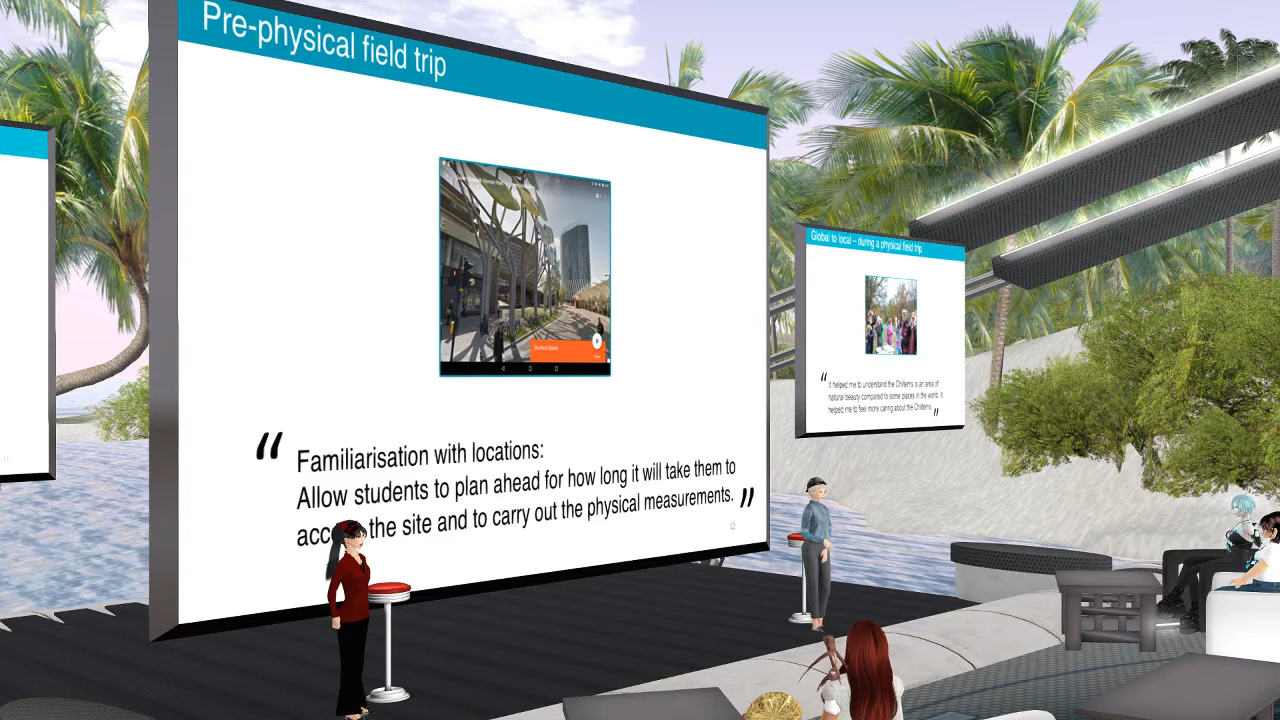 Pre-physical field trip
“ Familiarisation with locations:
Allow students to plan ahead for how long it will take them to
the site and to carry out the physical measurements. ”
12
Global to local – during a physical field trip
“ It helped me to understand the Chilterns is an area of
natural beauty compared to some places in the world. It
helped me to feel more caring about the Chilterns. ”